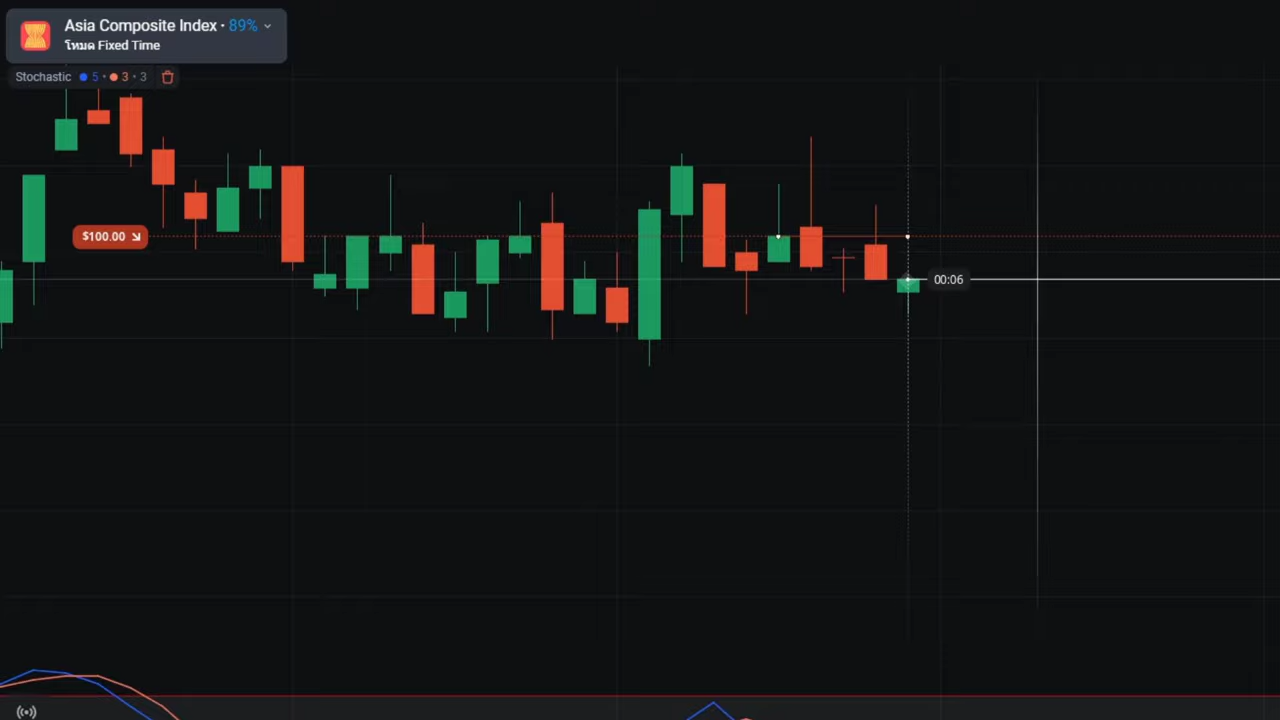 Asia Composite Index · 89%
โหมด Fixed Time
Stochastic 5 · 3 · 3
$100.00
00:06